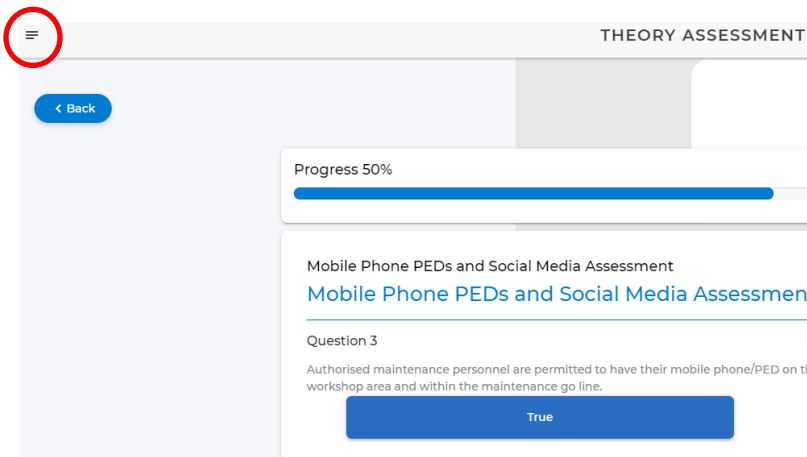 THEORY ASSESSMENT
Back
Progress 50%
Mobile Phone PEDs and Social Media Assessment
Mobile Phone PEDs and Social Media Assessmen
Question 3
Authorised maintenance personnel are permitted to have their mobile phone/PED on
workshop area and within the maintenance go line.
True